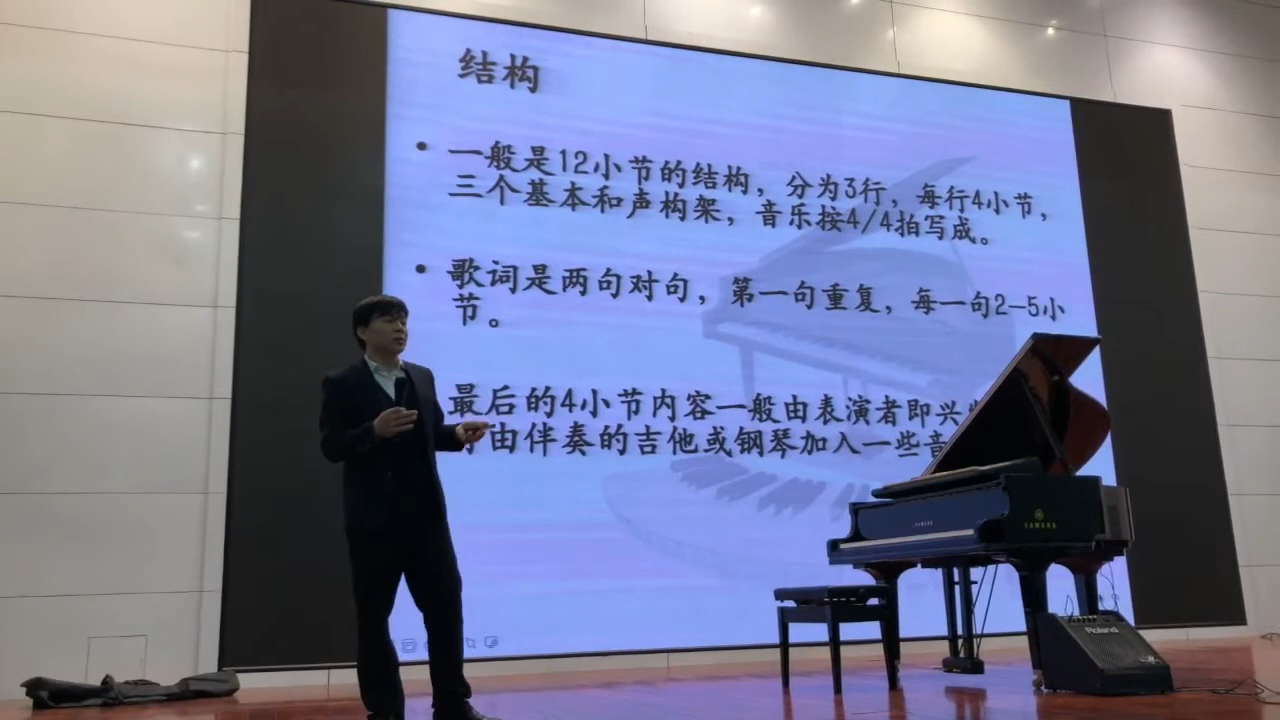 结构
一般是12小节的结构，分为3行，每行4小节，
三个基本和声构架，音乐按4/4拍写成。
歌词是两句对句，第一句重复，每一句2-5小
节。
最后的4小节内容一般由表演者即兴
由伴奏的吉他或钢琴加入一些音
YAMAHA
YAMAHA
Roland